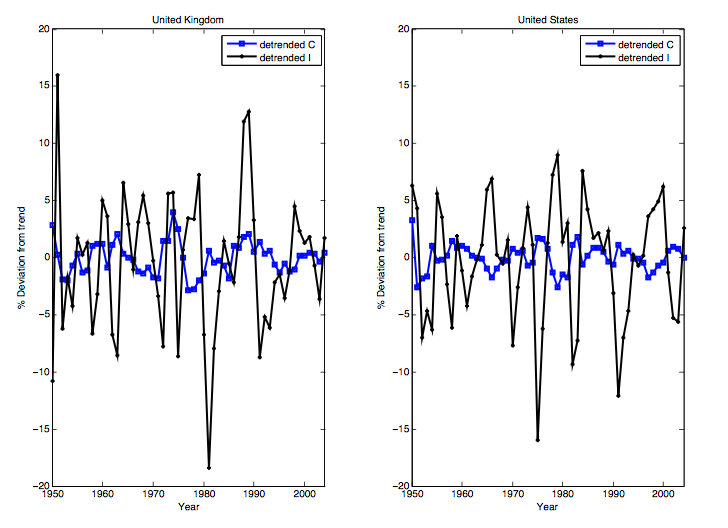 United Kingdom
20
15
10
5
0
−5
−10
−15
−20
% Deviation from trend
detrended C
detrended I
1950 1960 1970 1980 1990 2000
Year
United States
20
15
10
5
0
−5
−10
−15
−20
% Deviation from trend
detrended C
detrended I
1950 1960 1970 1980 1990 2000
Year